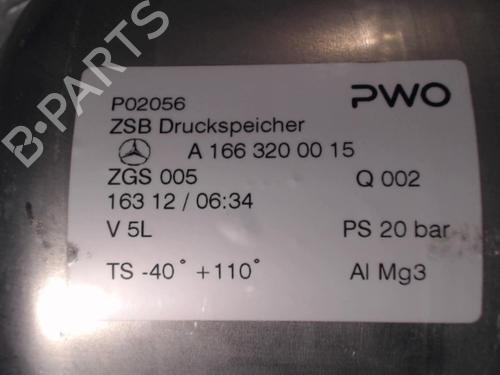 P02056 PWO
ZSB Druckspeicher
A 166 320 00 15
ZGS 005 Q 002
163 12 / 06:34
V 5L PS 20 bar
TS -40° +110° Al Mg3
B-PARTS